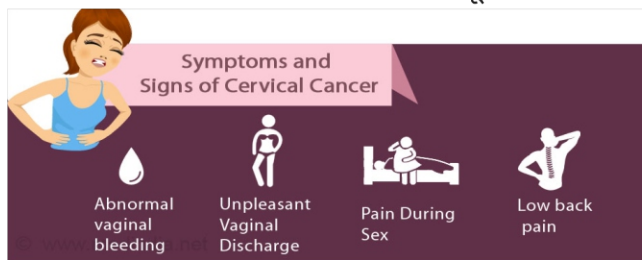 Symptoms and
Signs of Cervical Cancer
Abnormal
vaginal
bleeding
Unpleasant
Vaginal
Discharge
Pain During
Sex
Low back
pain